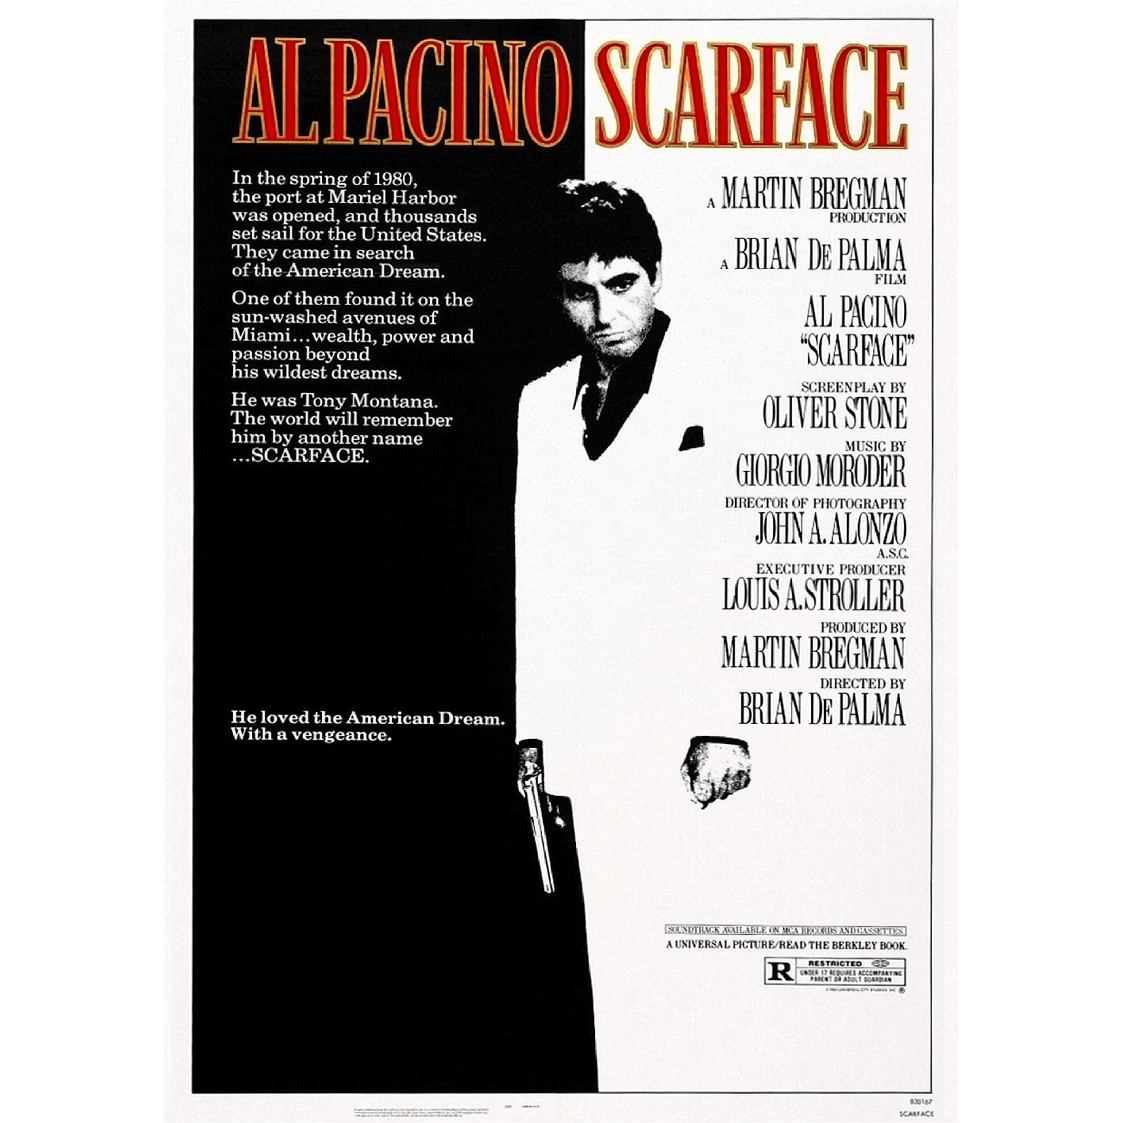 AL PACINO SCARFACE
In the spring of 1980,
the port at Mariel Harbor
was opened, and thousands
set sail for the United States.
They came in search
of the American Dream.
One of them found it on the
sun-washed avenues of
Miami...wealth, power and
passion beyond
his wildest dreams.
He was Tony Montana.
The world will remember
him by another name
...SCARFACE.
He loved the American Dream.
With a vengeance.
A MARTIN BREGMAN
PRODUCTION
A BRIAN DE PALMA
FILM
AL PACINO
“SCARFACE”
SCREENPLAY BY
OLIVER STONE
MUSIC BY
GIORGIO MORODER
DIRECTOR OF PHOTOGRAPHY
JOHN A. ALONZO
A.S.C.
EXECUTIVE PRODUCER
LOUIS A. STROLLER
PRODUCED BY
MARTIN BREGMAN
DIRECTED BY
BRIAN DE PALMA
SOUNDTRACK AVAILABLE ON MCA RECORDS AND CASSETTES.
A UNIVERSAL PICTURE/READ THE BERKLEY BOOK.
R RESTRICTED
UNDER 17 REQUIRES ACCOMPANYING
PARENT OR ADULT GUARDIAN
830167
SCARFACE